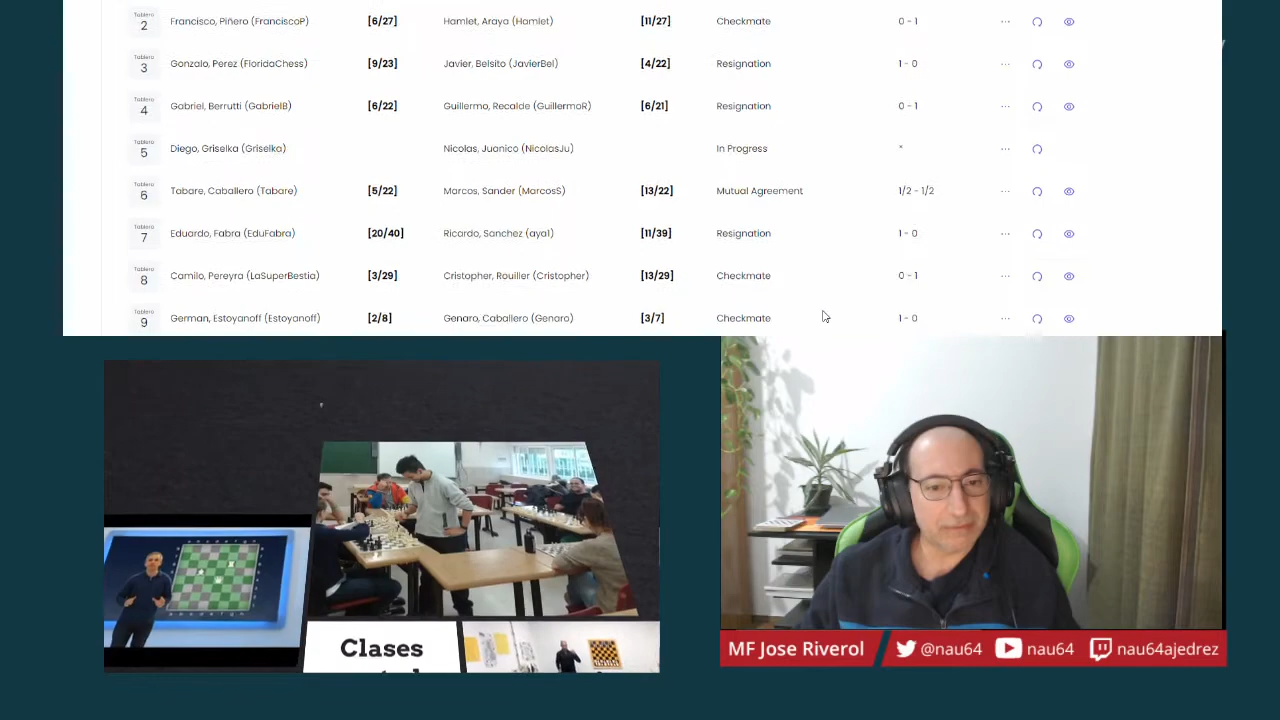 Tablero 2 Francisco, Piñero (FranciscoP) [6/27] Hamlet, Araya (Hamlet) [11/27] Checkmate 0 - 1 ...
Tablero 3 Gonzalo, Perez (FloridaChess) [9/23] Javier, Belsito (JavierBel) [4/22] Resignation 1 - 0 ...
Tablero 4 Gabriel, Berrutti (GabrielB) [6/22] Guillermo, Recalde (GuillermoR) [6/21] Resignation 0 - 1 ...
Tablero 5 Diego, Griselka (Griselka) Nicolas, Juanico (NicolasJu) In Progress * ...
Tablero 6 Tabare, Caballero (Tabare) [5/22] Marcos, Sander (MarcosS) [13/22] Mutual Agreement 1/2 - 1/2 ...
Tablero 7 Eduardo, Fabra (EduFabra) [20/40] Ricardo, Sanchez (aya1) [11/39] Resignation 1 - 0 ...
Tablero 8 Camilo, Pereyra (LaSuperBestia) [3/29] Cristopher, Rouiller (Cristopher) [13/29] Checkmate 0 - 1 ...
Tablero 9 German, Estoyanoff (Estoyanoff) [2/8] Genaro, Caballero (Genaro) [3/7] Checkmate 1 - 0 ...
Clases
MF Jose Riverol @nau64 nau64 nau64ajedrez